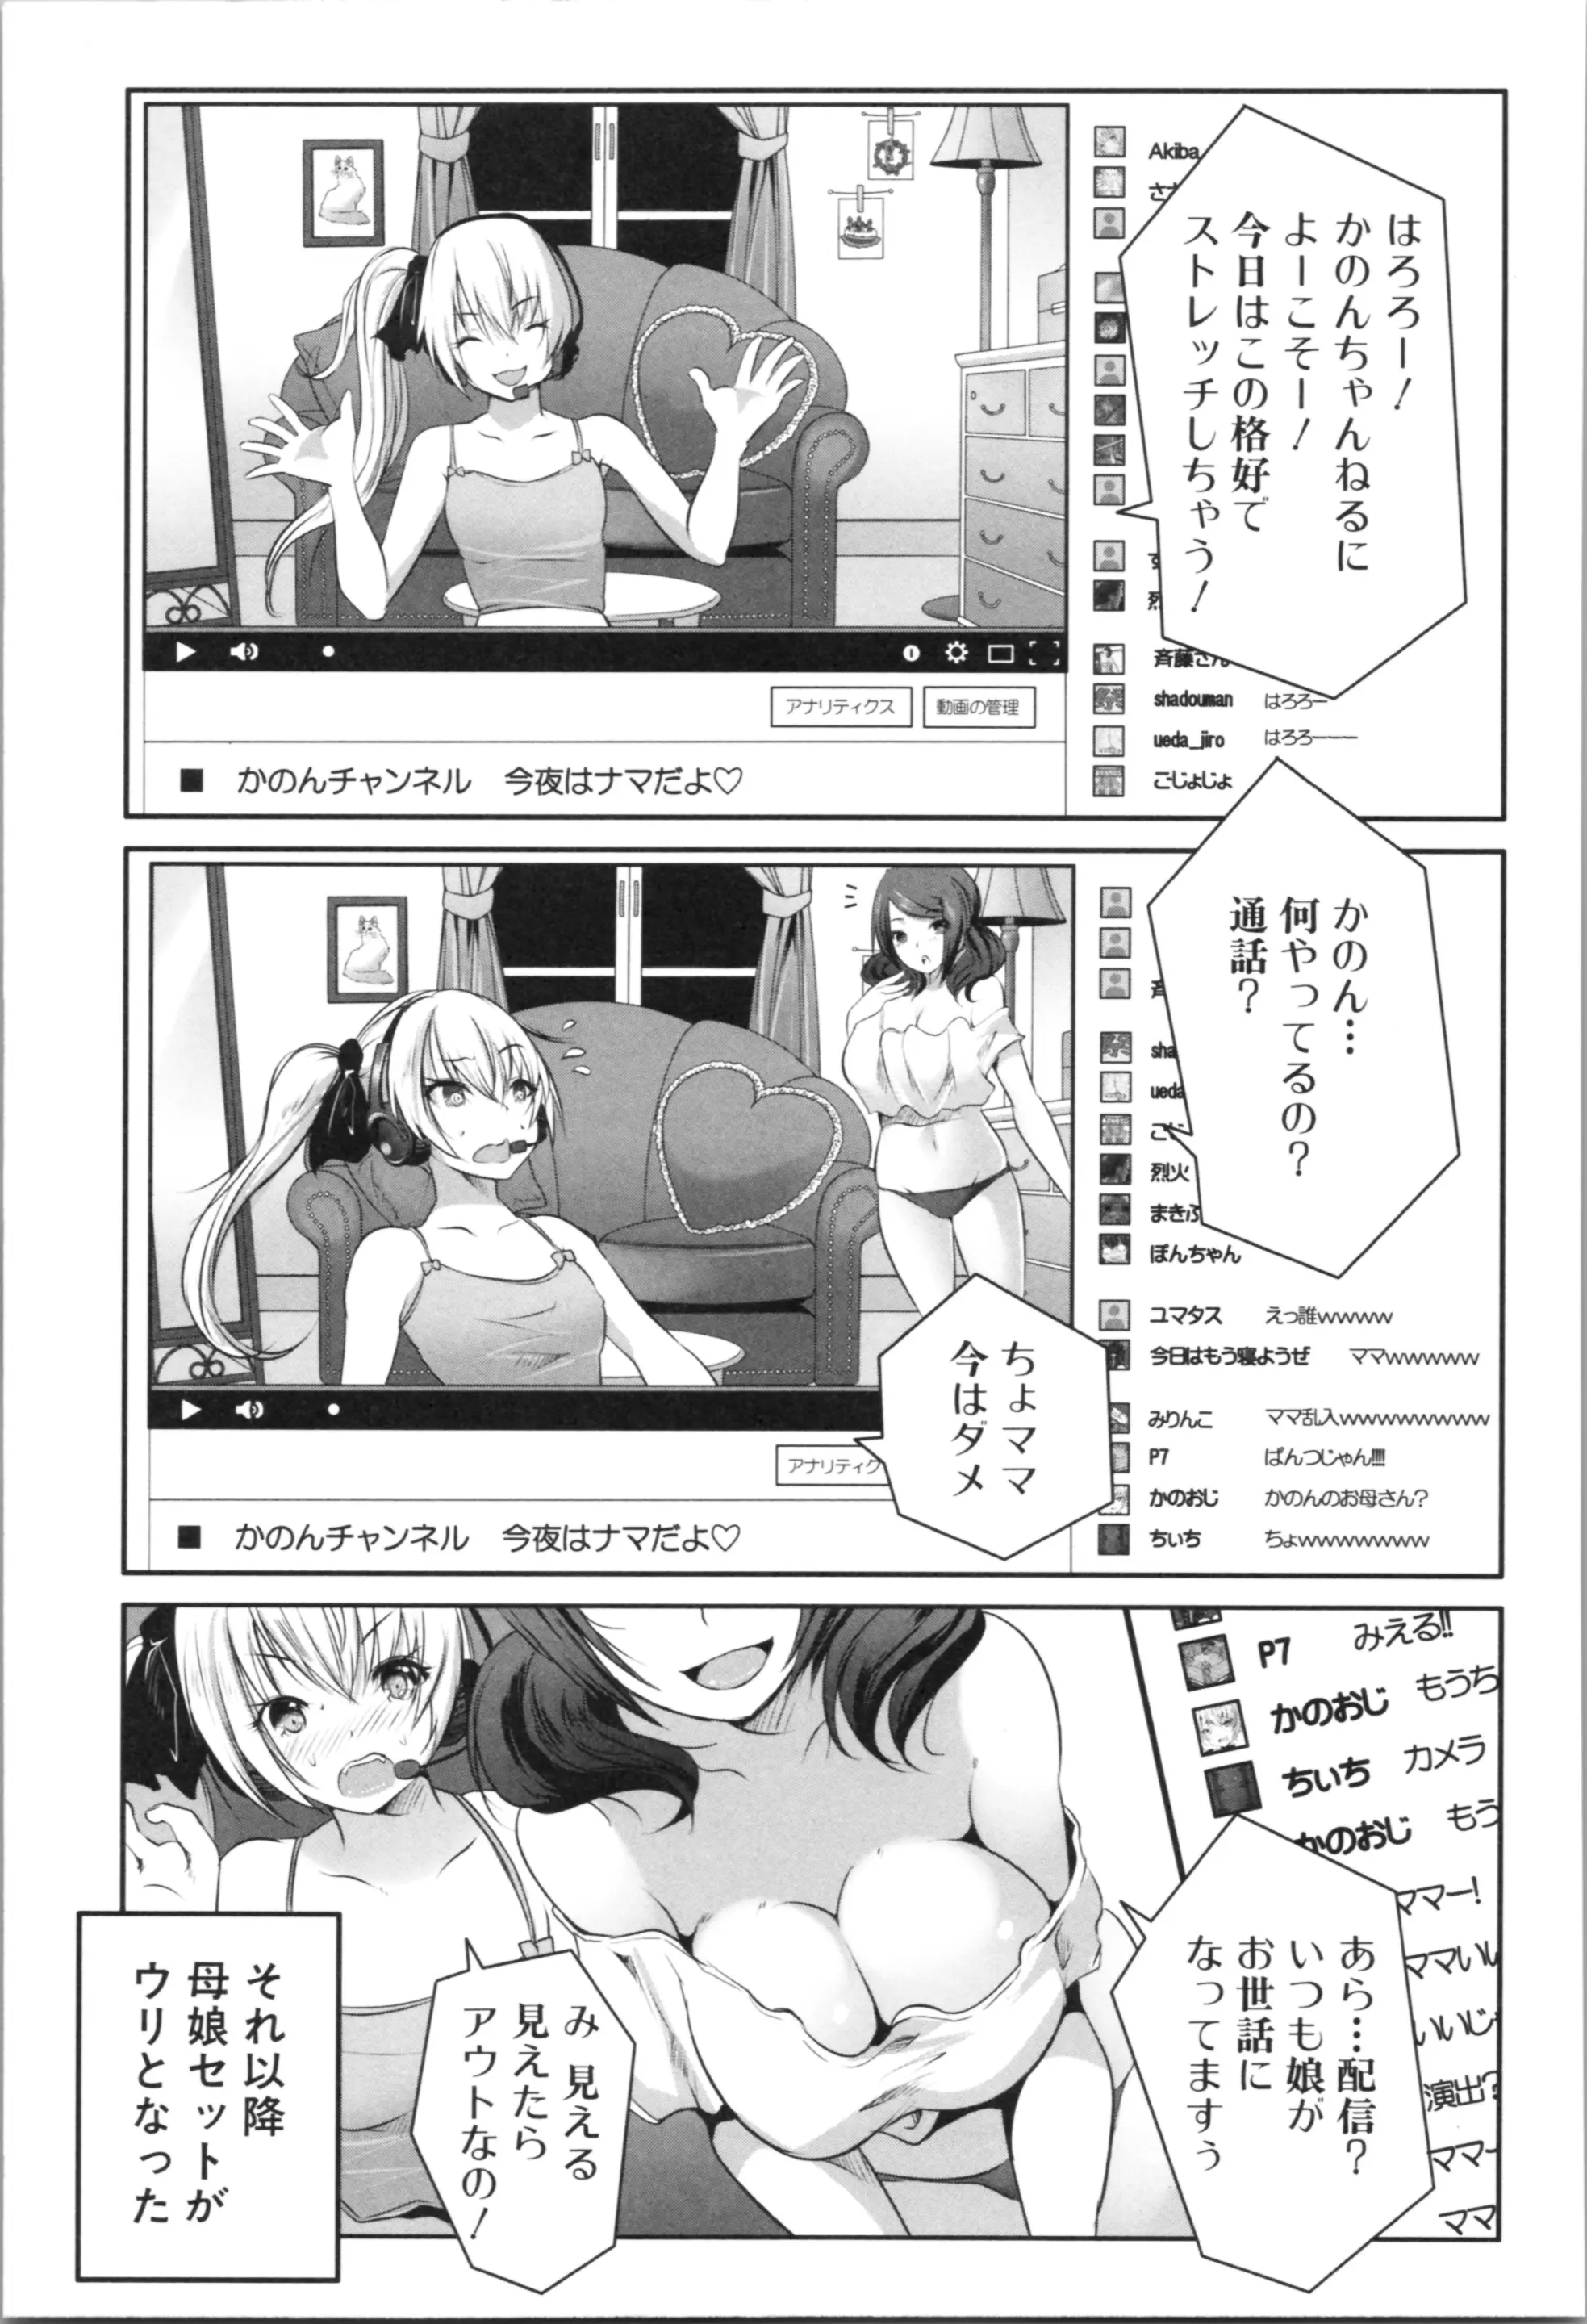 はろろー！
かのんちゃんねるに
よーこそー！
今日はこの格好で
ストレッチしちゃう！
Akiba
斉藤さん
shadouman はろろー
ueda_jiro はろろーーー
ごじょじょ
アナリティクス
動画の管理
■ かのんチャンネル 今夜はナマだよ♡
かのん…
何やってるの？
通話？
ちょママ
今はダメ
sha
ueda
烈火
まきふ
ぽんちゃん
ユマタス えっ誰wwww
今日はもう寝ようぜ ママwwwww
みりんこ ママ乱入wwwwwwwww
P7 ぱんつじゃん!!!!
かのおじ かのんのお母さん？
ちぃち ちょwwwwwwww
アナリティク
■ かのんチャンネル 今夜はナマだよ♡
P7 みえる!!
かのおじ もうち
ちぃち カメラ
かのおじ もう
ママー!
ママいい
いいじ
演出?
ママー
ママ
あら…配信？
いつも娘が
お世話に
なってますぅ
み 見える
見えたら
アウトなの！
それ以降
母娘セットが
ウリとなった